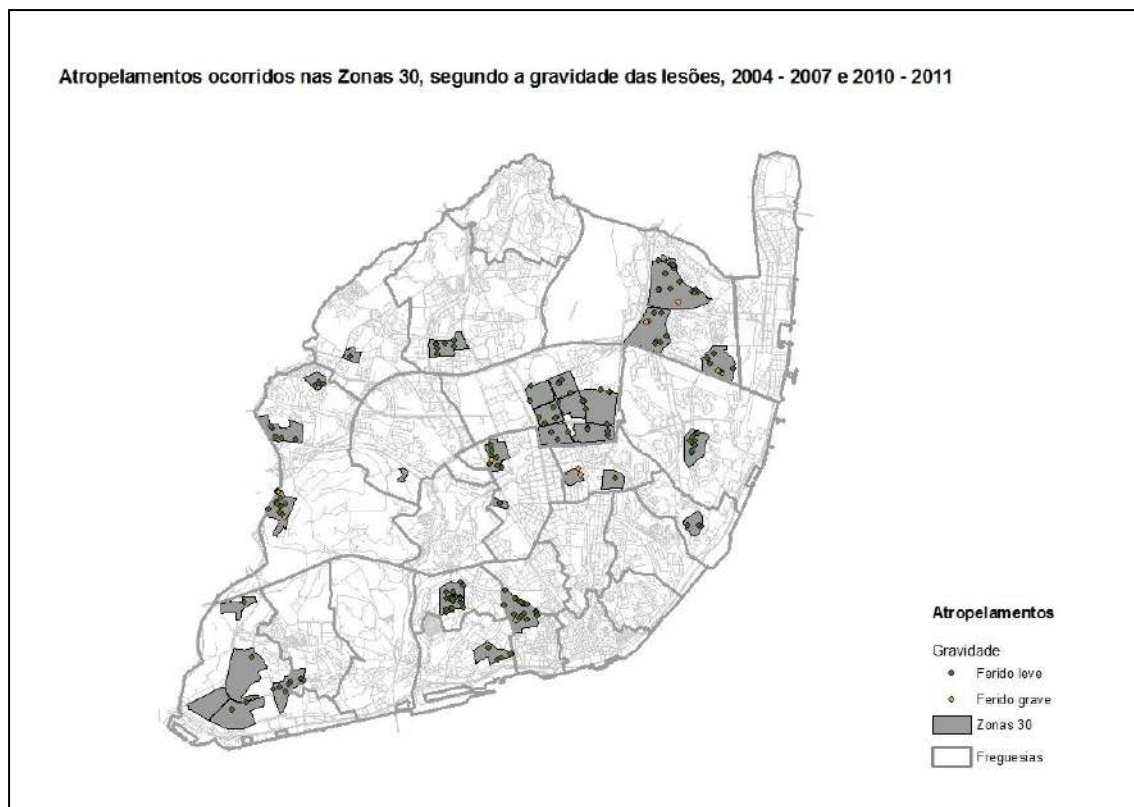 Atropelamentos ocorridos nas Zonas 30, segundo a gravidade das lesões, 2004 - 2007 e 2010 - 2011
Atropelamentos
Gravidade
Ferido leve
Ferido grave
Zonas 30
Freguesias